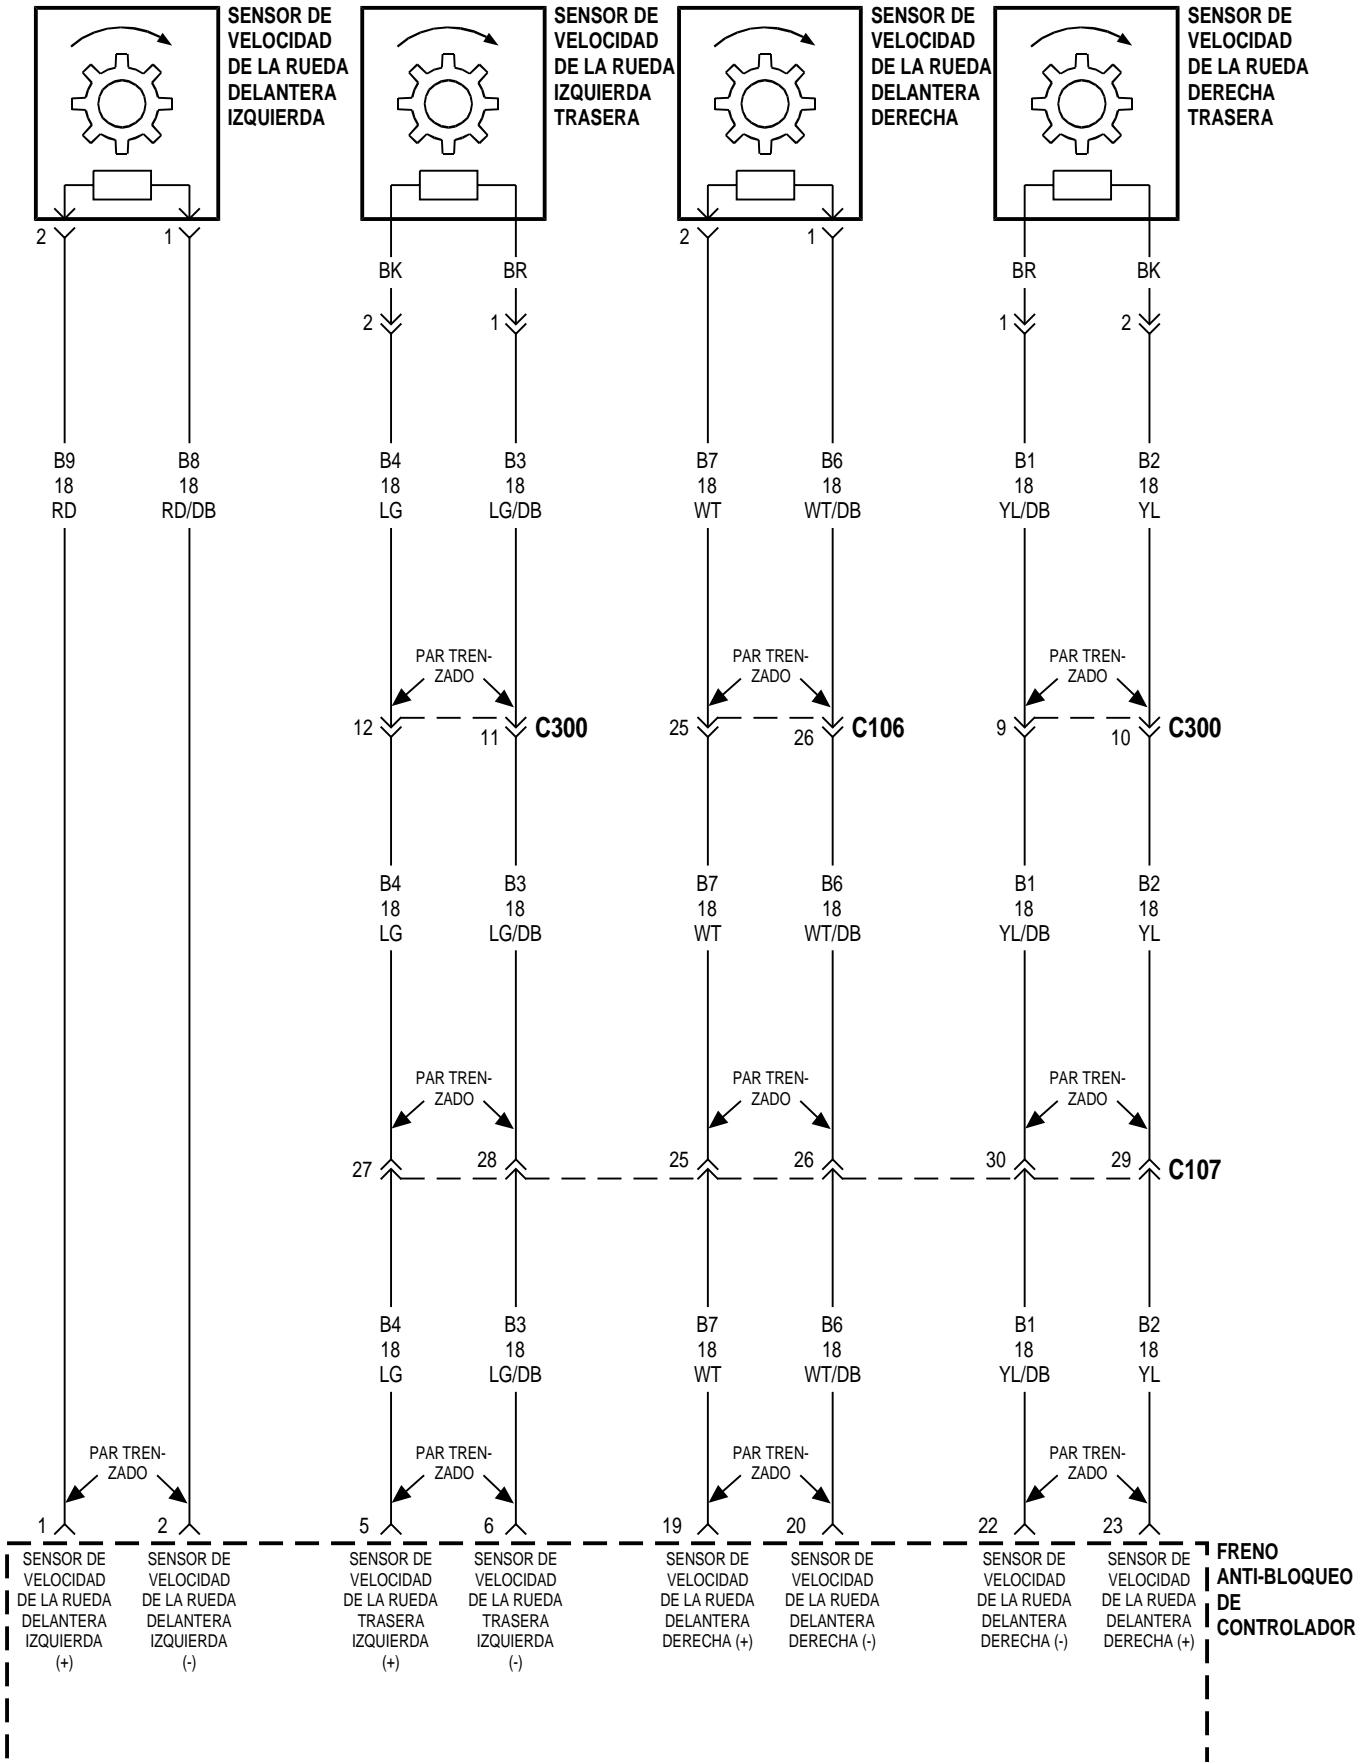 SENSOR DE
VELOCIDAD
DE LA RUEDA
DELANTERA
IZQUIERDA
SENSOR DE
VELOCIDAD
DE LA RUEDA
IZQUIERDA
TRASERA
SENSOR DE
VELOCIDAD
DE LA RUEDA
DELANTERA
DERECHA
SENSOR DE
VELOCIDAD
DE LA RUEDA
DERECHA
TRASERA
2 1 2 1
BK BR BR BK
2 1 1 2
B9 B8 B4 B3 B7 B6 B1 B2
18 18 18 18 18 18 18 18
RD RD/DB LG LG/DB WT WT/DB YL/DB YL
PAR TREN-
ZADO
PAR TREN-
ZADO
PAR TREN-
ZADO
12 11 C300 25 26 C106 9 10 C300
B4 B3 B7 B6 B1 B2
18 18 18 18 18 18
LG LG/DB WT WT/DB YL/DB YL
PAR TREN-
ZADO
PAR TREN-
ZADO
PAR TREN-
ZADO
27 28 25 26 30 29 C107
B4 B3 B7 B6 B1 B2
18 18 18 18 18 18
LG LG/DB WT WT/DB YL/DB YL
PAR TREN-
ZADO
PAR TREN-
ZADO
PAR TREN-
ZADO
PAR TREN-
ZADO
1 2 5 6 19 20 22 23
SENSOR DE
VELOCIDAD
DE LA RUEDA
DELANTERA
IZQUIERDA
(+)
SENSOR DE
VELOCIDAD
DE LA RUEDA
DELANTERA
IZQUIERDA
(-)
SENSOR DE
VELOCIDAD
DE LA RUEDA
TRASERA
IZQUIERDA
(+)
SENSOR DE
VELOCIDAD
DE LA RUEDA
TRASERA
IZQUIERDA
(-)
SENSOR DE
VELOCIDAD
DE LA RUEDA
DELANTERA
DERECHA (+)
SENSOR DE
VELOCIDAD
DE LA RUEDA
DELANTERA
DERECHA (-)
SENSOR DE
VELOCIDAD
DE LA RUEDA
DELANTERA
DERECHA (-)
SENSOR DE
VELOCIDAD
DE LA RUEDA
DELANTERA
DERECHA (+)
FRENO
ANTI-BLOQUEO
DE
CONTROLADOR